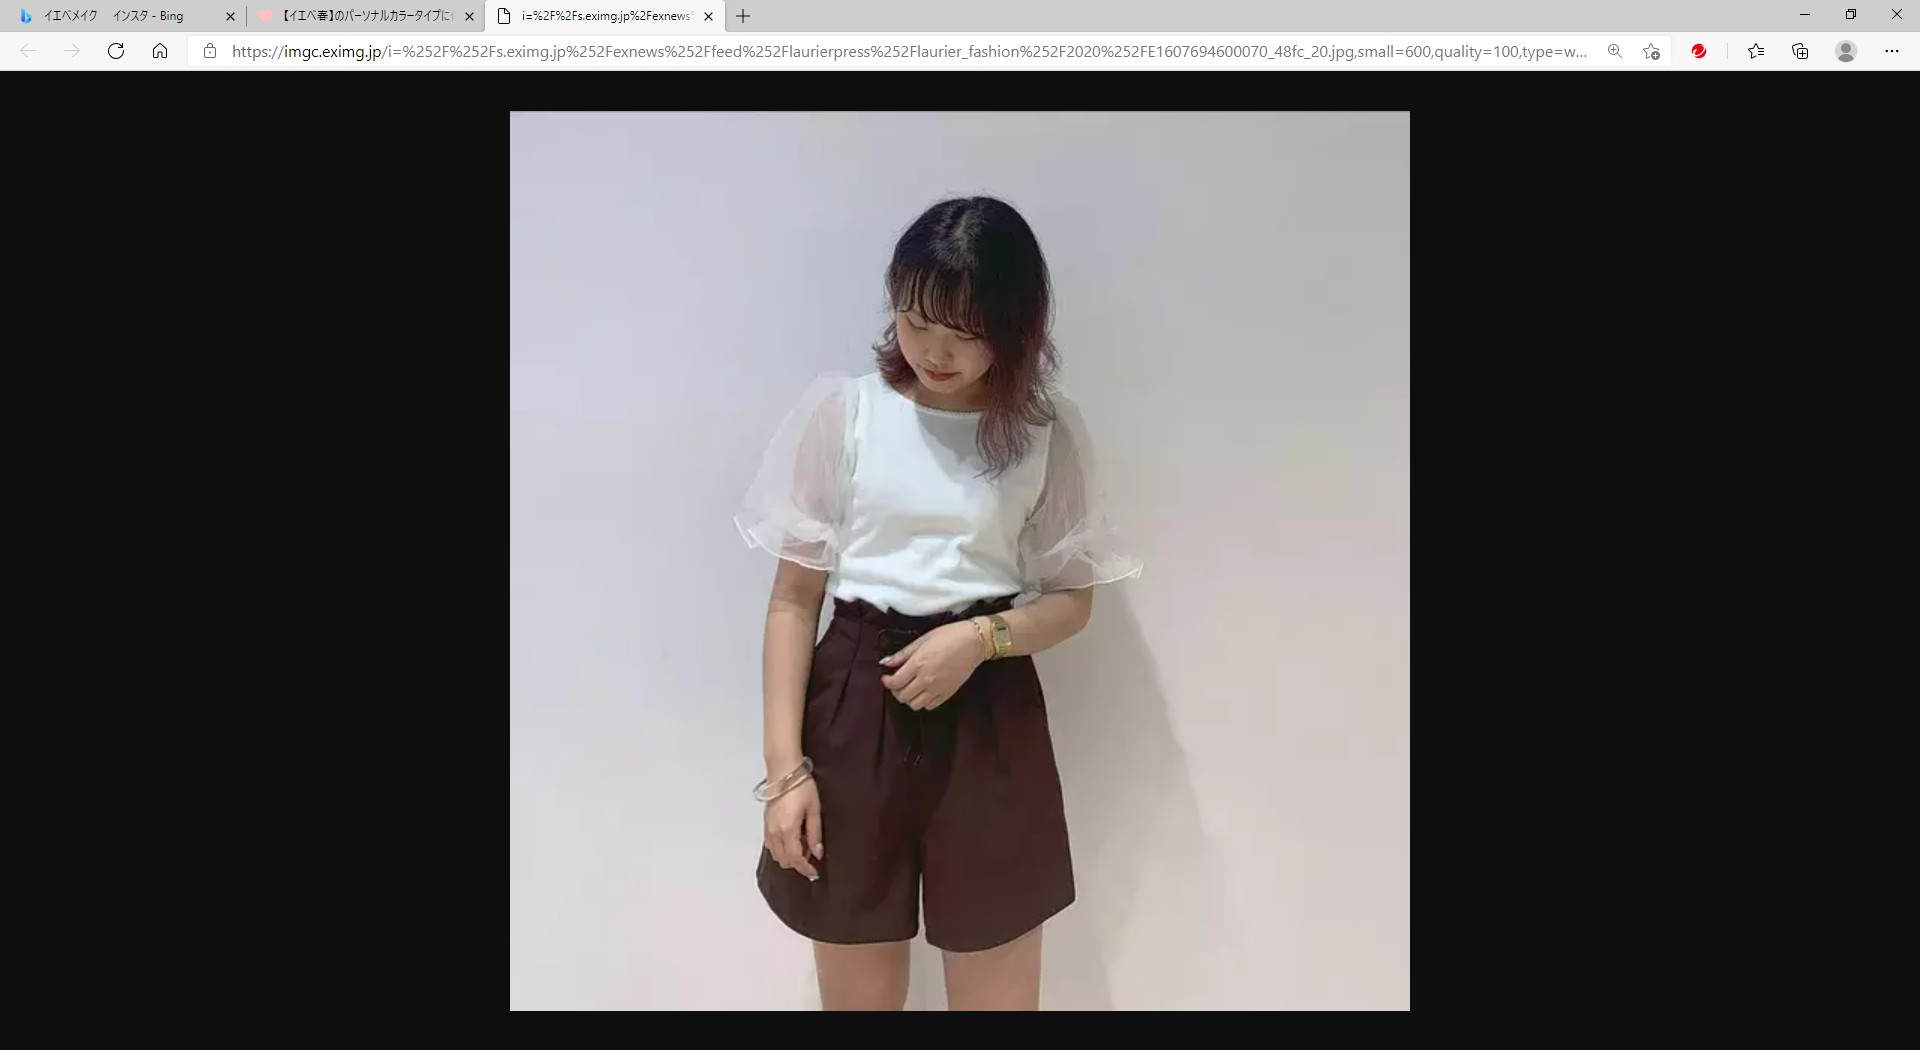 イエベメイク　インスタ - Bing
【イエベ春】のパーソナルカラータイプに
i=%2F%2Fs.eximg.jp%2Fexnews
https://imgc.eximg.jp/i=%252F%252Fs.eximg.jp%252Fexnews%252Ffeed%252Flaurierpress%252Flaurier_fashion%252F2020%252FE1607694600070_48fc_20.jpg,small=600,quality=100,type=w...